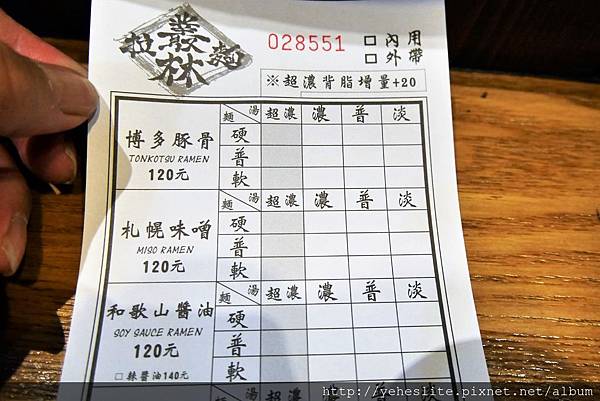 叢林
拉麵
028551
□內用
□外帶
※超濃背脂增量+20
博多豚骨
TONKOTSU RAMEN
120元
麵 湯 超濃 濃 普 淡
硬
普
軟
札幌味噌
MISO RAMEN
120元
麵 湯 超濃 濃 普 淡
硬
普
軟
和歌山醬油
SOY SAUCE RAMEN
120元
□辣醬油140元
麵 湯 超濃 濃 普 淡
硬
普
軟
http://yeheslite.pixnet.net/album